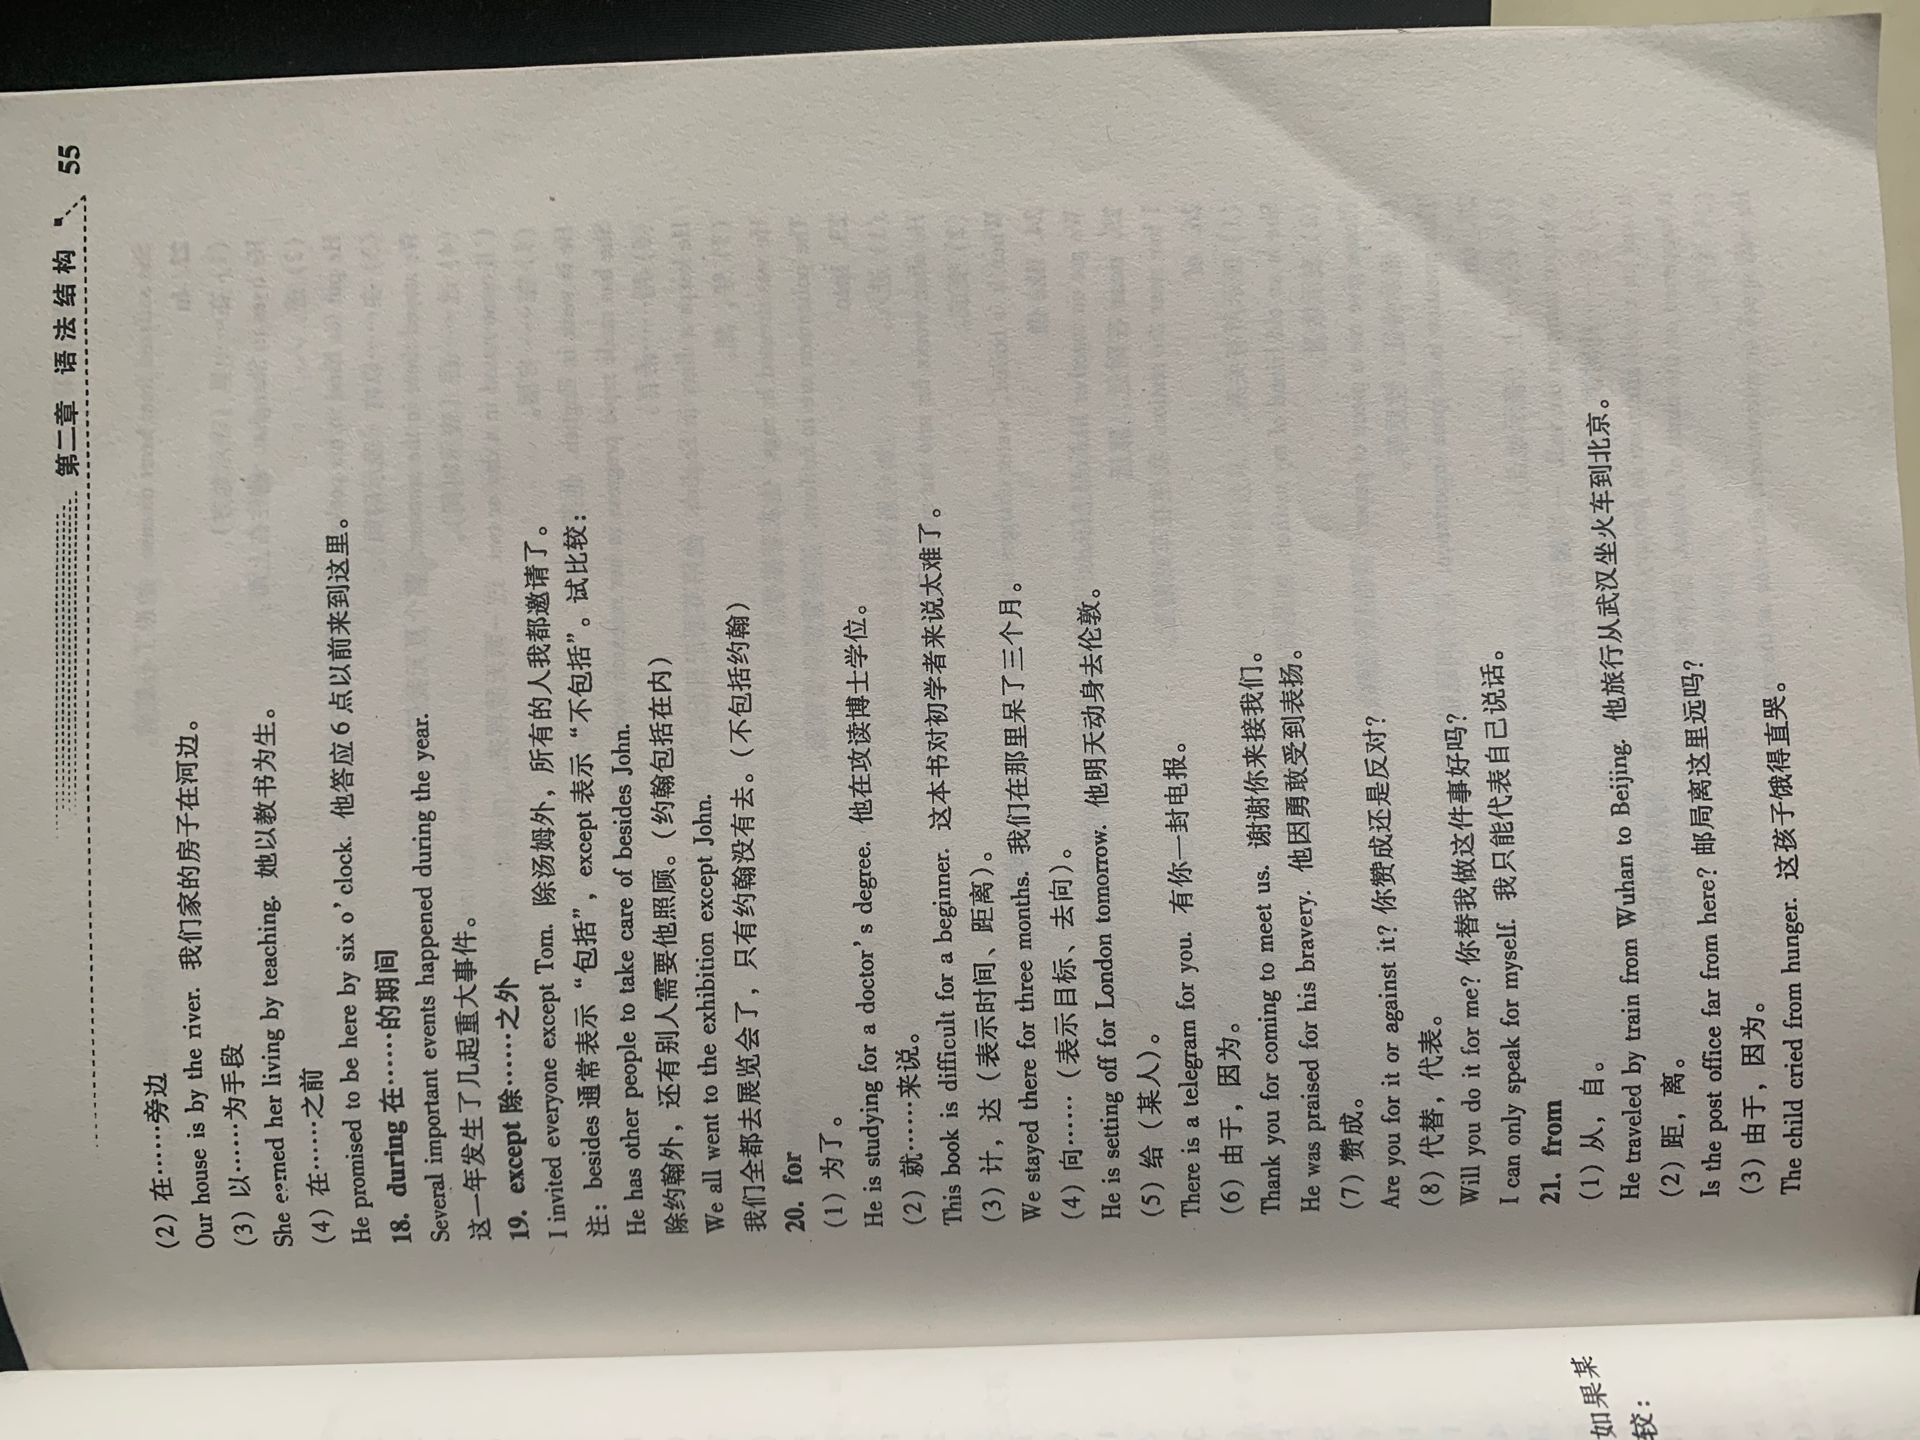 第二章 语法结构 55
(2) 在……旁边
Our house is by the river. 我们家的房子在河边。
(3) 以……为手段
She earned her living by teaching. 她以教书为生。
(4) 在……之前
He promised to be here by six o'clock. 他答应6点以前来到这里。
18. during 在……的期间
Several important events happened during the year.
这一年发生了几起重大事件。
19. except 除……之外
I invited everyone except Tom. 除汤姆外，所有的人我都邀请了。
注：besides 通常表示“包括”，except 表示“不包括”。试比较：
He has other people to take care of besides John.
除约翰外，还有别人需要他照顾。（约翰包括在内）
We all went to the exhibition except John.
我们全都去展览会了，只有约翰没有去。（不包括约翰）
20. for
(1) 为了。
He is studying for a doctor's degree. 他在攻读博士学位。
(2) 就……来说。
This book is difficult for a beginner. 这本书对初学者来说太难了。
(3) 计，达（表示时间、距离）。
We stayed there for three months. 我们在那里呆了三个月。
(4) 向……（表示目标、去向）。
He is setting off for London tomorrow. 他明天动身去伦敦。
(5) 给（某人）。
There is a telegram for you. 有你一封电报。
(6) 由于，因为。
Thank you for coming to meet us. 谢谢你来接我们。
He was praised for his bravery. 他因勇敢受到表扬。
(7) 赞成。
Are you for it or against it? 你赞成还是反对？
(8) 代替，代表。
Will you do it for me? 你替我做这件事好吗？
I can only speak for myself. 我只能代表自己说话。
21. from
(1) 从，自。
He traveled by train from Wuhan to Beijing. 他旅行从武汉坐火车到北京。
(2) 距，离。
Is the post office far from here? 邮局离这里远吗？
(3) 由于，因为。
The child cried from hunger. 这孩子饿得直哭。
如果某
较：